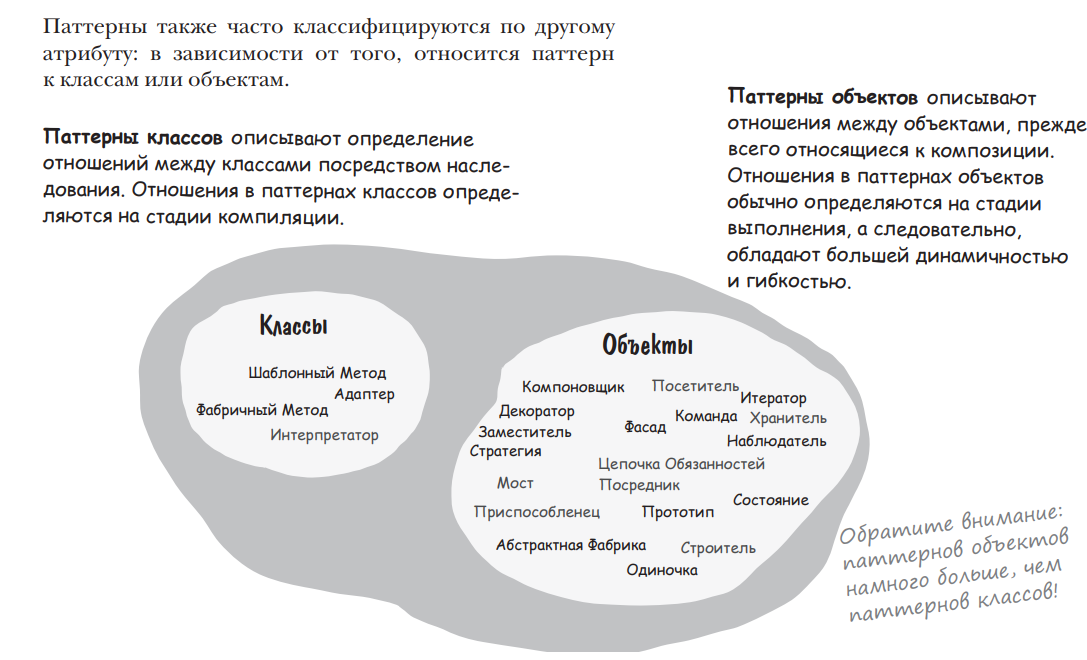 Паттерны также часто классифицируются по другому
атрибуту: в зависимости от того, относится паттерн
к классам или объектам.
Паттерны классов описывают определение
отношений между классами посредством насле-
дования. Отношения в паттернах классов опреде-
ляются на стадии компиляции.
Паттерны объектов описывают
отношения между объектами, прежде
всего относящиеся к композиции.
Отношения в паттернах объектов
обычно определяются на стадии
выполнения, а следовательно,
обладают большей динамичностью
и гибкостью.
Классы
Шаблонный Метод
Адаптер
Фабричный Метод
Интерпретатор
Объекты
Компоновщик
Посетитель
Итератор
Декоратор
Команда
Хранитель
Фасад
Заместитель
Наблюдатель
Стратегия
Цепочка Обязанностей
Мост
Посредник
Состояние
Приспособленец
Прототип
Абстрактная Фабрика
Строитель
Одиночка
Обратите внимание:
паттернов объектов
намного больше, чем
паттернов классов!